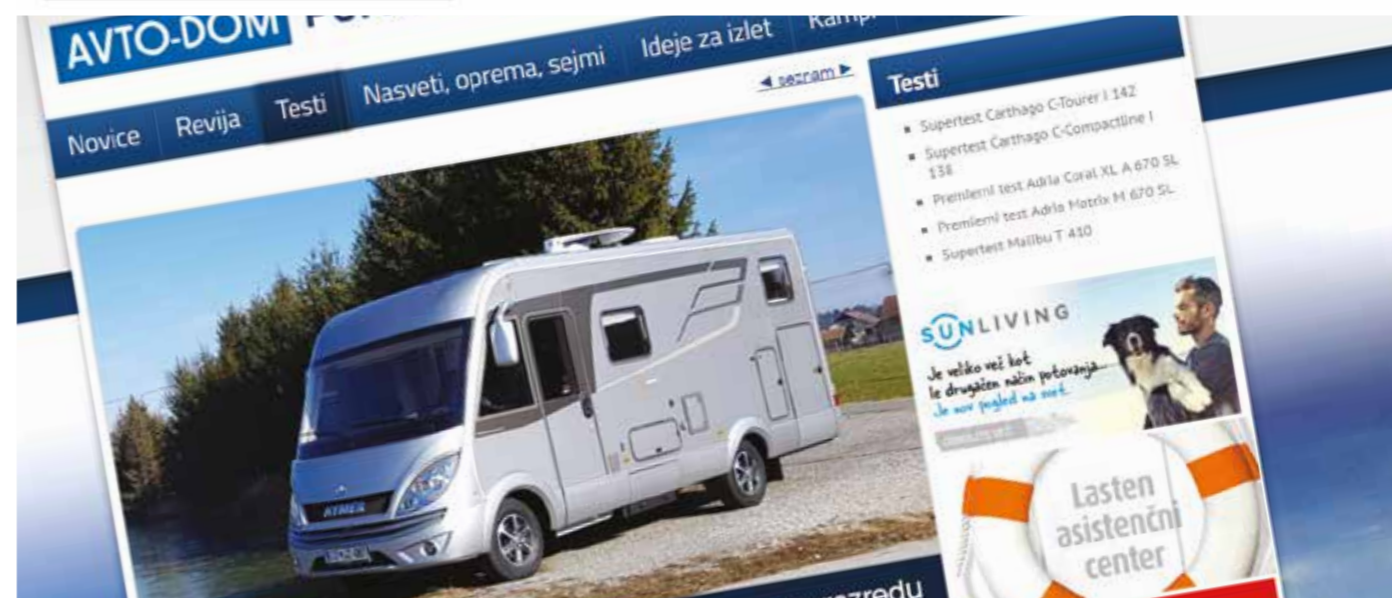 AVTO-DOM
Novice
Revija
Testi
Nasveti, oprema, sejmi
Ideje za izlet
◄ seznam ►
Testi
Supertest Carthago C-Tourer I 142
Supertest Carthago C-Compactline I
138
Premierni test Adria Coral XL A 670 SL
Premierni test Adria Matrix M 670 SL
Supertest Malibu T 410
SUNLIVING
Je veliko več kot
le drugačen način potovanja...
Je nov pogled na svet.
HYMER
Lasten
asistenčni
center